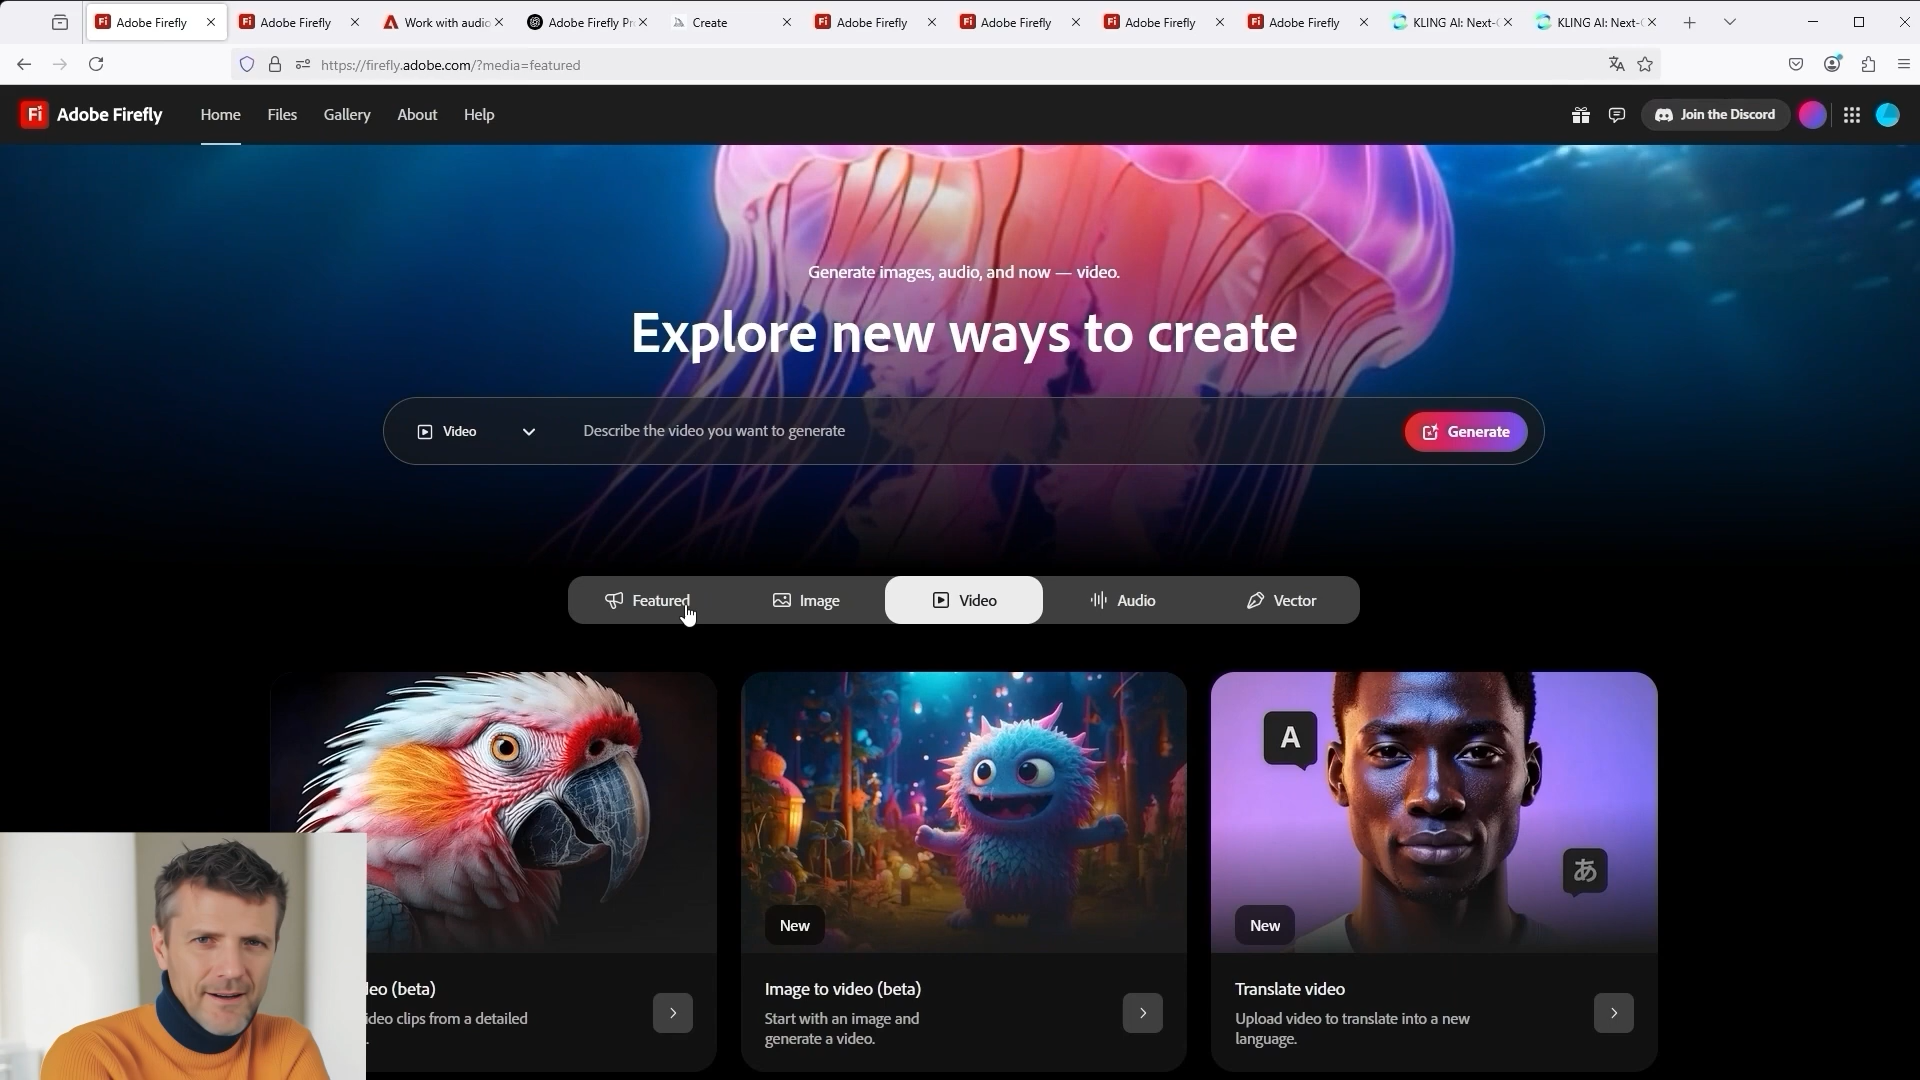 Adobe Firefly
Adobe Firefly
Work with audio
Adobe Firefly Pr
Create
Adobe Firefly
Adobe Firefly
Adobe Firefly
Adobe Firefly
KLING AI: Next-
KLING AI: Next-
https://firefly.adobe.com/?media=featured
Fi Adobe Firefly
Home
Files
Gallery
About
Help
Join the Discord
Generate images, audio, and now — video.
Explore new ways to create
Video
Describe the video you want to generate
Generate
Featured
Image
Video
Audio
Vector
A
あ
New
New
leo (beta)
ideo clips from a detailed
.
Image to video (beta)
Start with an image and
generate a video.
Translate video
Upload video to translate into a new
language.